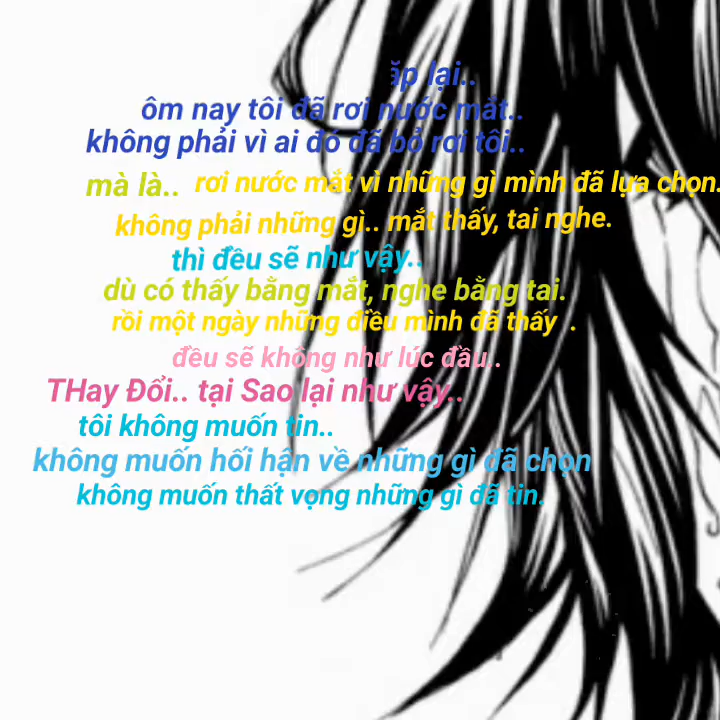 ặp lại..
ôm nay tôi đã rơi nước mắt..
không phải vì ai đó đã bỏ rơi tôi..
mà là.. rơi nước mắt vì những gì mình đã lựa chọn.
không phải những gì.. mắt thấy, tai nghe.
thì đều sẽ như vậy..
dù có thấy bằng mắt, nghe bằng tai.
rồi một ngày những điều mình đã thấy .
đều sẽ không như lúc đầu..
THay Đổi.. tại Sao lại như vậy..
tôi không muốn tin..
không muốn hối hận về những gì đã chọn
không muốn thất vọng những gì đã tin.